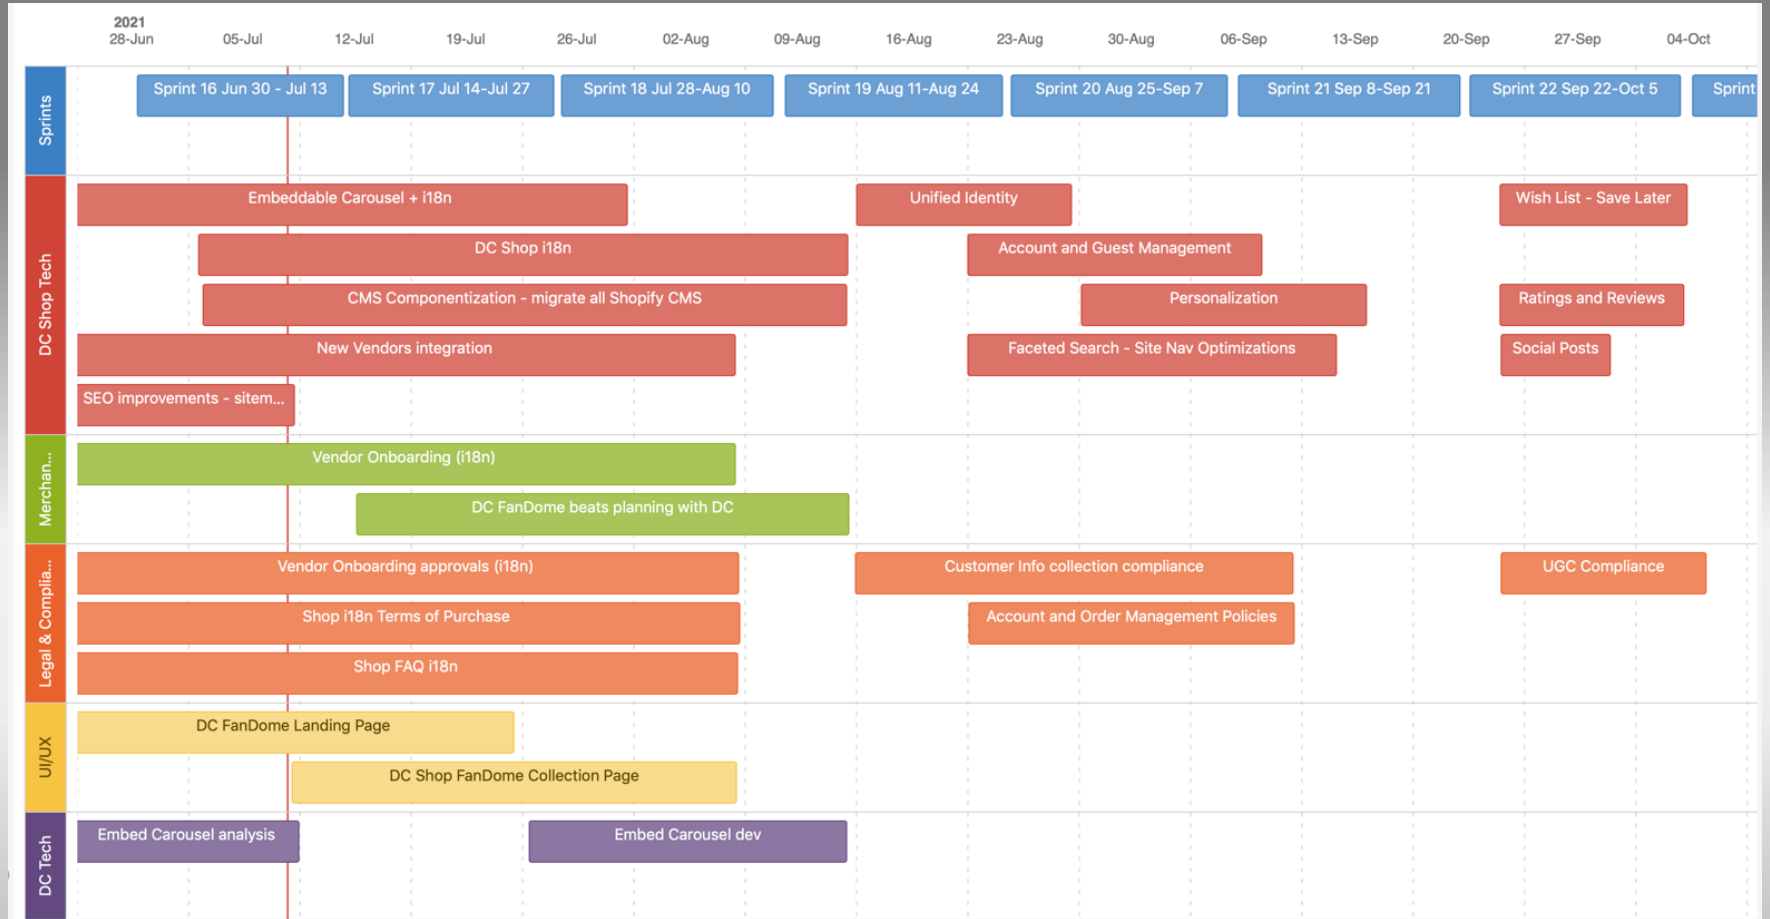 2021
28-Jun 05-Jul 12-Jul 19-Jul 26-Jul 02-Aug 09-Aug 16-Aug 23-Aug 30-Aug 06-Sep 13-Sep 20-Sep 27-Sep 04-Oct
Sprints
Sprint 16 Jun 30 - Jul 13 Sprint 17 Jul 14-Jul 27 Sprint 18 Jul 28-Aug 10 Sprint 19 Aug 11-Aug 24 Sprint 20 Aug 25-Sep 7 Sprint 21 Sep 8-Sep 21 Sprint 22 Sep 22-Oct 5 Sprint
DC Shop Tech
Embeddable Carousel + i18n Unified Identity Wish List - Save Later
DC Shop i18n Account and Guest Management
CMS Componentization - migrate all Shopify CMS Personalization Ratings and Reviews
New Vendors integration Faceted Search - Site Nav Optimizations Social Posts
SEO improvements - sitem...
Merchan...
Vendor Onboarding (i18n)
DC FanDome beats planning with DC
Legal & Complia...
Vendor Onboarding approvals (i18n) Customer Info collection compliance UGC Compliance
Shop i18n Terms of Purchase Account and Order Management Policies
Shop FAQ i18n
UI/UX
DC FanDome Landing Page
DC Shop FanDome Collection Page
DC Tech
Embed Carousel analysis Embed Carousel dev